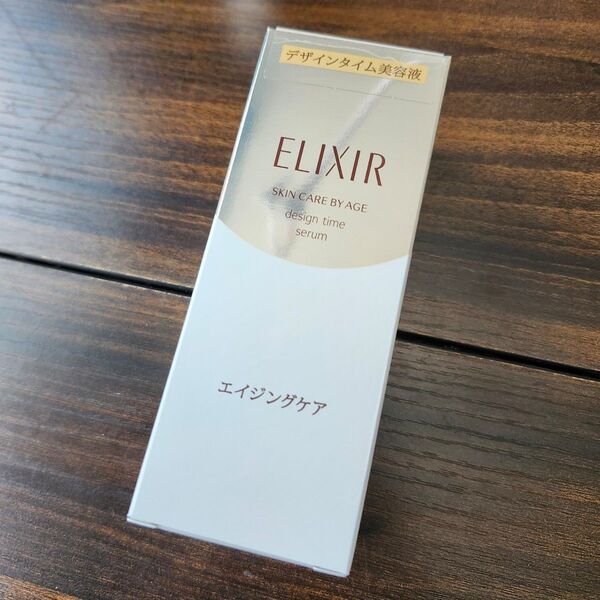 デザインタイム美容液
ELIXIR
SKIN CARE BY AGE
design time
serum
エイジングケア